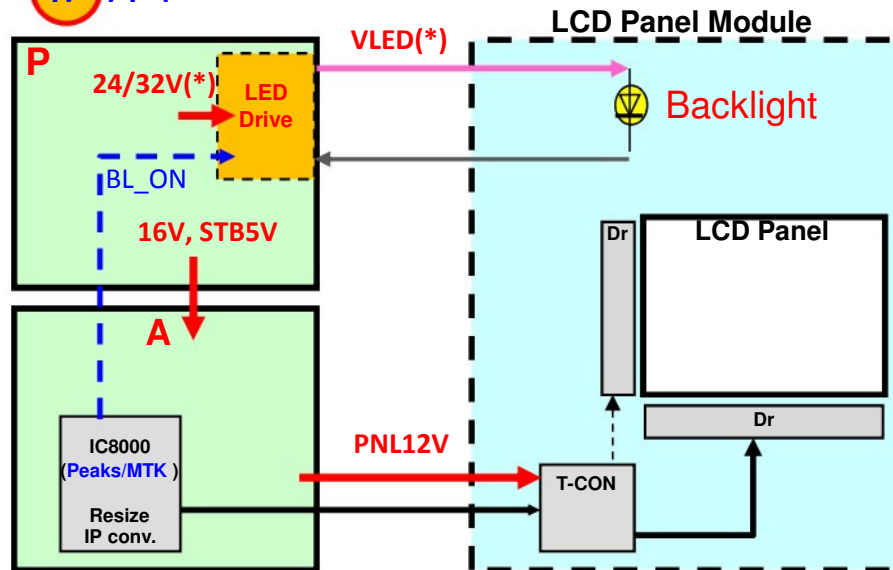 LCD Panel Module
P
VLED(*)
24/32V(*)
LED
Drive
Backlight
BL_ON
16V, STB5V
Dr
LCD Panel
A
Dr
IC8000
(Peaks/MTK )
Resize
IP conv.
PNL12V
T-CON